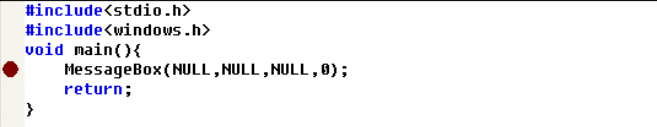 #include<stdio.h>
#include<windows.h>
void main(){
    MessageBox(NULL,NULL,NULL,0);
    return;
}